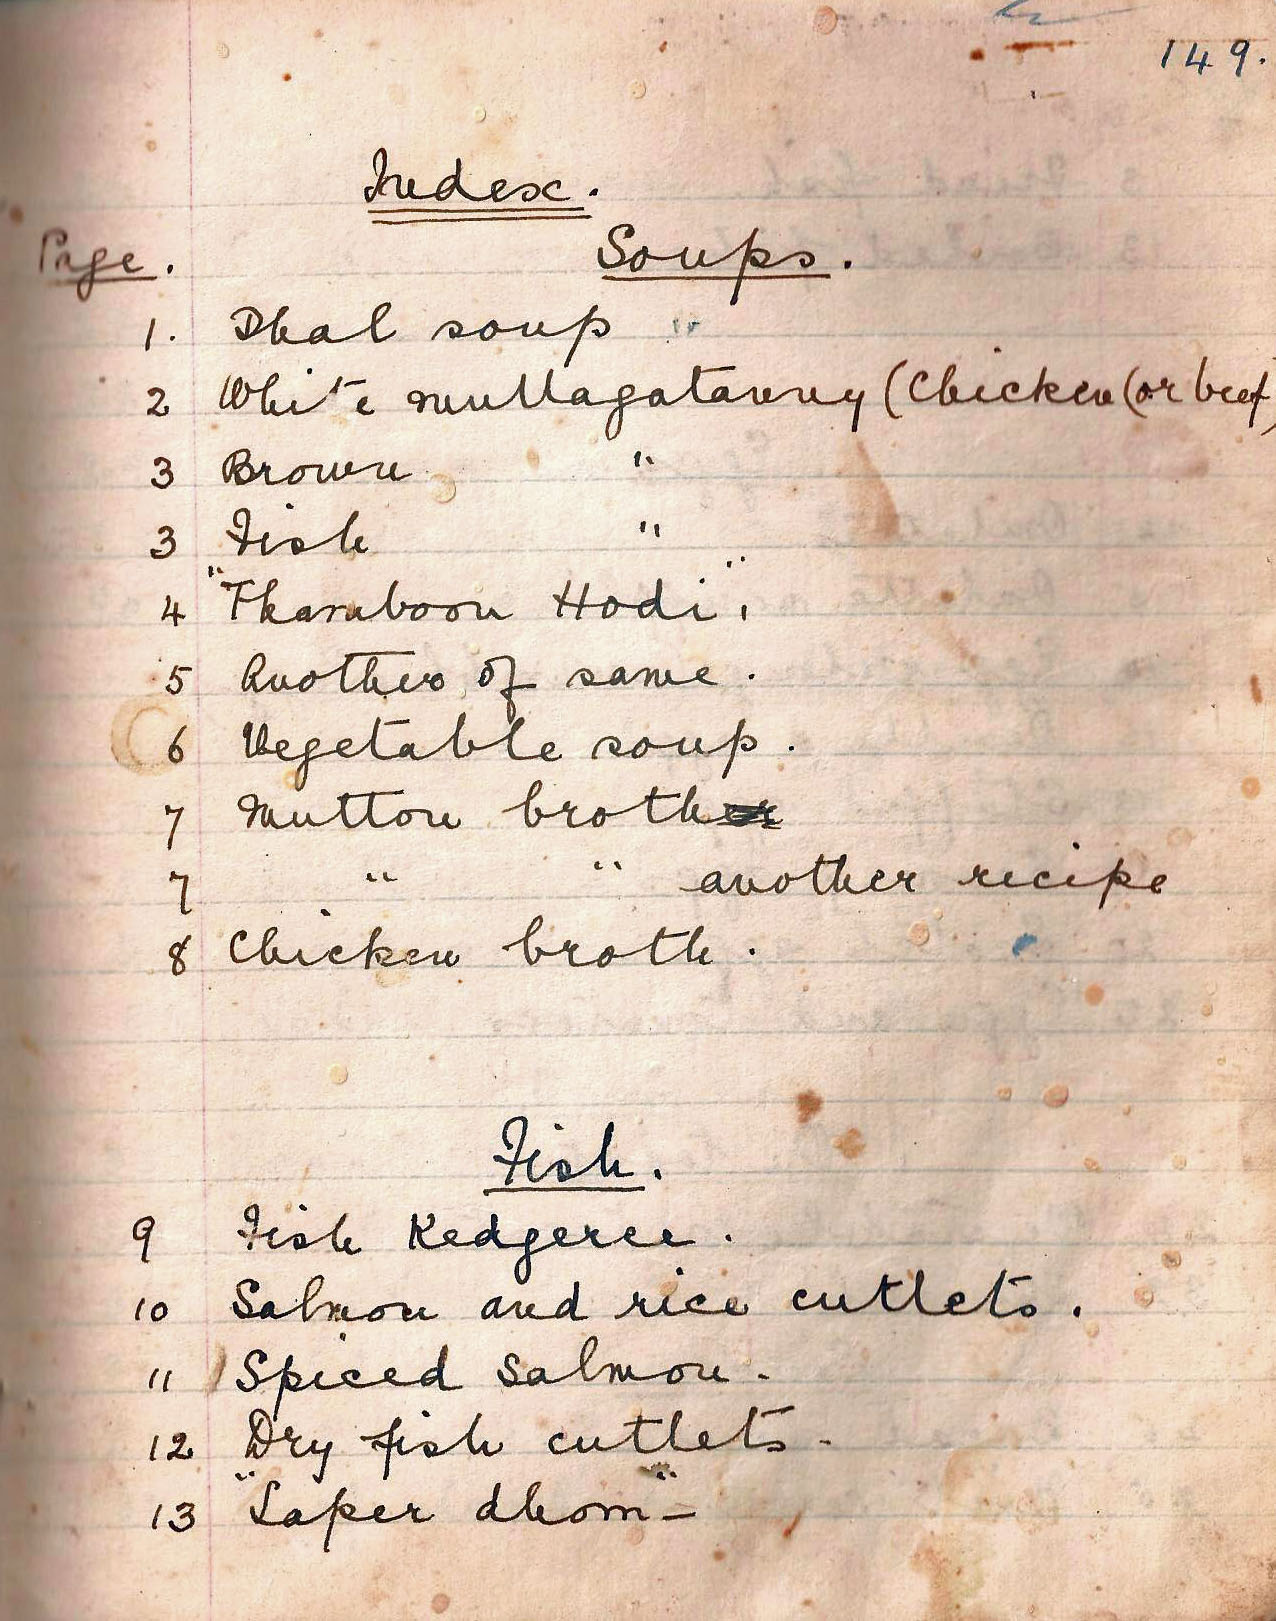 149.
Index.
Page. Soups.
1. Dhal soup
2 White mullagatanny (Chicken (or beef)
3 Brown "
3 Fish "
4 "Thamboon Hodi".
5 Another of same.
6 Vegetable soup.
7 Mutton broth
7 " " another recipe
8 Chicken broth.
Fish.
9 Fish Kedgeree.
10 Salmon and rice cutlets.
11 Spiced Salmon.
12 Dry fish cutlets-
13 "Laper dhom"-